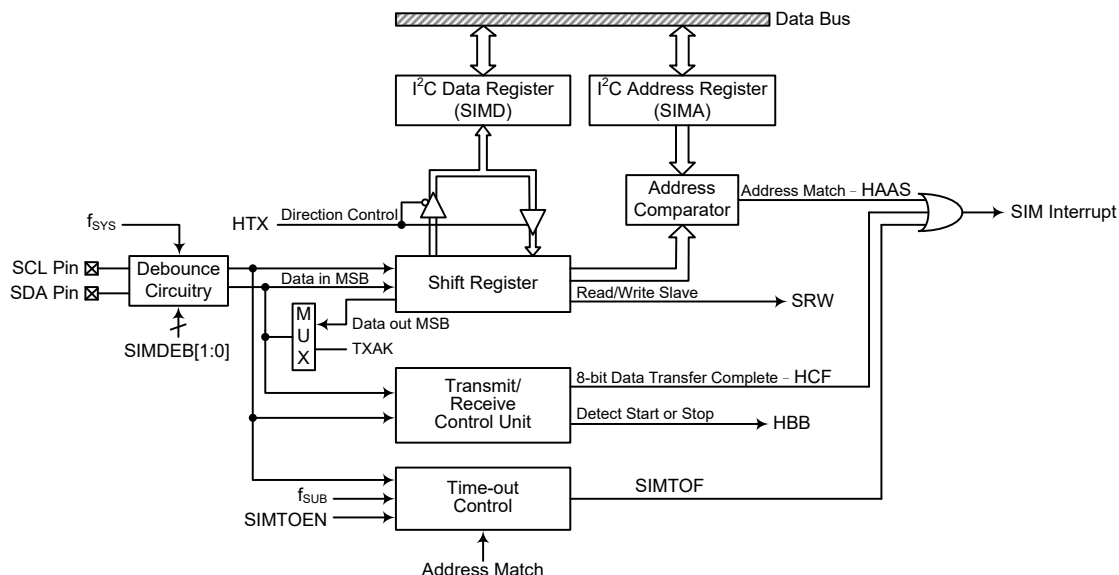 Data Bus
I²C Data Register
(SIMD)
I²C Address Register
(SIMA)
Address
Comparator
Address Match - HAAS
SIM Interrupt
HTX
Direction Control
fSYS
SCL Pin
SDA Pin
Debounce
Circuitry
SIMDEB[1:0]
Data in MSB
Shift Register
Read/Write Slave
SRW
M
U
X
Data out MSB
TXAK
Transmit/
Receive
Control Unit
8-bit Data Transfer Complete - HCF
Detect Start or Stop
HBB
fSUB
SIMTOEN
Time-out
Control
SIMTOF
Address Match